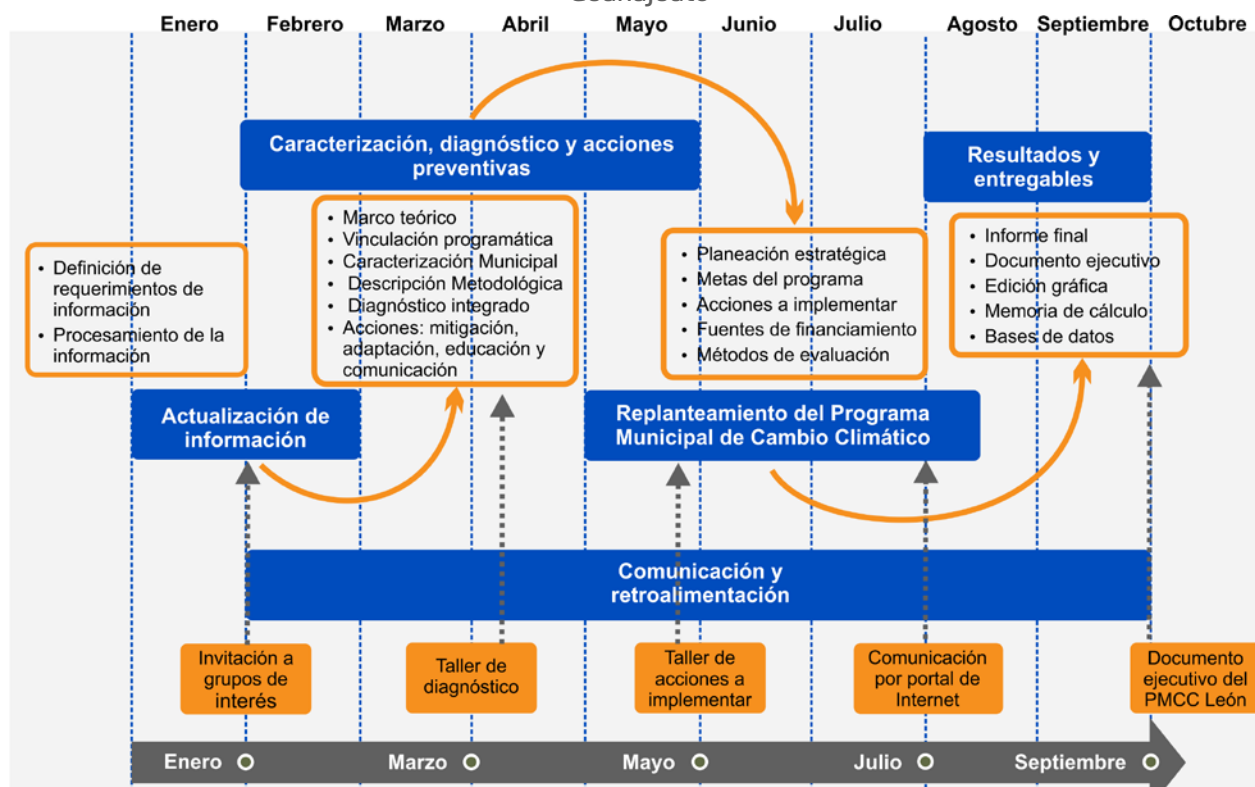 Enero Febrero Marzo Abril Mayo Junio Julio Agosto Septiembre Octubre
Caracterización, diagnóstico y acciones
preventivas
Resultados y
entregables
• Definición de
requerimientos de
información
• Procesamiento de la
información
• Marco teórico
• Vinculación programática
• Caracterización Municipal
• Descripción Metodológica
• Diagnóstico integrado
• Acciones: mitigación,
adaptación, educación y
comunicación
• Planeación estratégica
• Metas del programa
• Acciones a implementar
• Fuentes de financiamiento
• Métodos de evaluación
• Informe final
• Documento ejecutivo
• Edición gráfica
• Memoria de cálculo
• Bases de datos
Actualización de
información
Replanteamiento del Programa
Municipal de Cambio Climático
Comunicación y
retroalimentación
Invitación a
grupos de
interés
Taller de
diagnóstico
Taller de
acciones a
implementar
Comunicación
por portal de
Internet
Documento
ejecutivo del
PMCC León
Enero Marzo Mayo Julio Septiembre